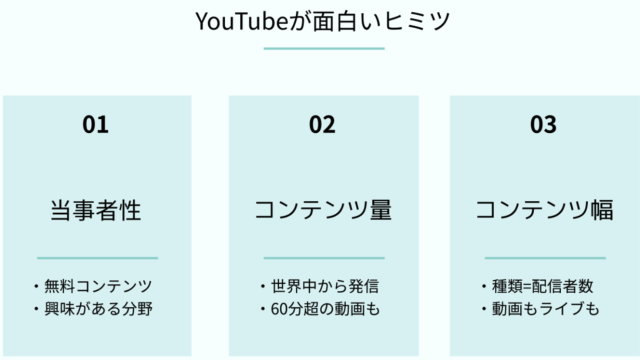 YouTubeが面白いヒミツ
01
当事者性
・無料コンテンツ
・興味がある分野
02
コンテンツ量
・世界中から発信
・60分超の動画も
03
コンテンツ幅
・種類=配信者数
・動画もライブも